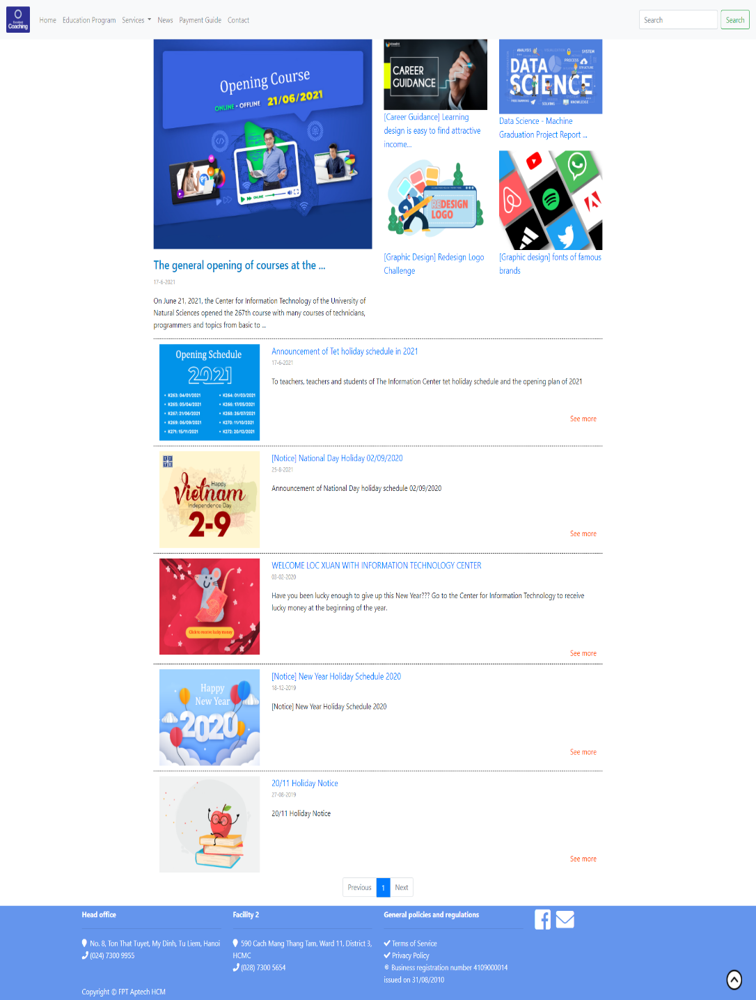 Excellent
Coaching
Home
Education Program
Services
News
Payment Guide
Contact
Search
Search
Opening Course
ONLINE - OFFLINE 21/06/2021
ONLINE
The general opening of courses at the ...
17-6-2021
On June 21, 2021, the Center for Information Technology of the University of
Natural Sciences opened the 267th course with many courses of technicians,
programmers and topics from basic to ...
CAREER
GUIDANCE
[Career Guidance] Learning
design is easy to find attractive
income...
ANALYSIS
VISUALIZATION
SYSTEM
PROCESS
STRUCTURE
DATA
SCIENCE
PROGRAMMING
SOLVING
KNOWLEDGE
Data Science - Machine
Graduation Project Report ...
REDESIGN
LOGO
[Graphic Design] Redesign Logo
Challenge
[Graphic design] fonts of famous
brands
Opening Schedule
2021
• K263: 04/01/2021
• K264: 01/03/2021
• K265: 05/04/2021
• K266: 17/05/2021
• K267: 21/06/2021
• K268: 26/07/2021
• K269: 06/09/2021
• K270: 11/10/2021
• K271: 15/11/2021
• K272: 20/12/2021
Announcement of Tet holiday schedule in 2021
17-6-2021
To teachers, teachers and students of The Information Center tet holiday schedule and the opening plan of 2021
See more
Happy
Vietnam
Independence Day
2-9
[Notice] National Day Holiday 02/09/2020
25-8-2021
Announcement of National Day holiday schedule 02/09/2020
See more
Click to receive lucky money
WELCOME LOC XUAN WITH INFORMATION TECHNOLOGY CENTER
03-02-2020
Have you been lucky enough to give up this New Year??? Go to the Center for Information Technology to receive
lucky money at the beginning of the year.
See more
Happy
New Year
2020
[Notice] New Year Holiday Schedule 2020
18-12-2019
[Notice] New Year Holiday Schedule 2020
See more
20/11 Holiday Notice
27-08-2019
20/11 Holiday Notice
See more
Previous
1
Next
Head office
No. 8, Ton That Tuyet, My Dinh, Tu Liem, Hanoi
(024) 7300 9955
Copyright © FPT Aptech HCM
Facility 2
590 Cach Mang Thang Tam, Ward 11, District 3,
HCMC
(028) 7300 5654
General policies and regulations
Terms of Service
Privacy Policy
® Business registration number 4109000014
issued on 31/08/2010